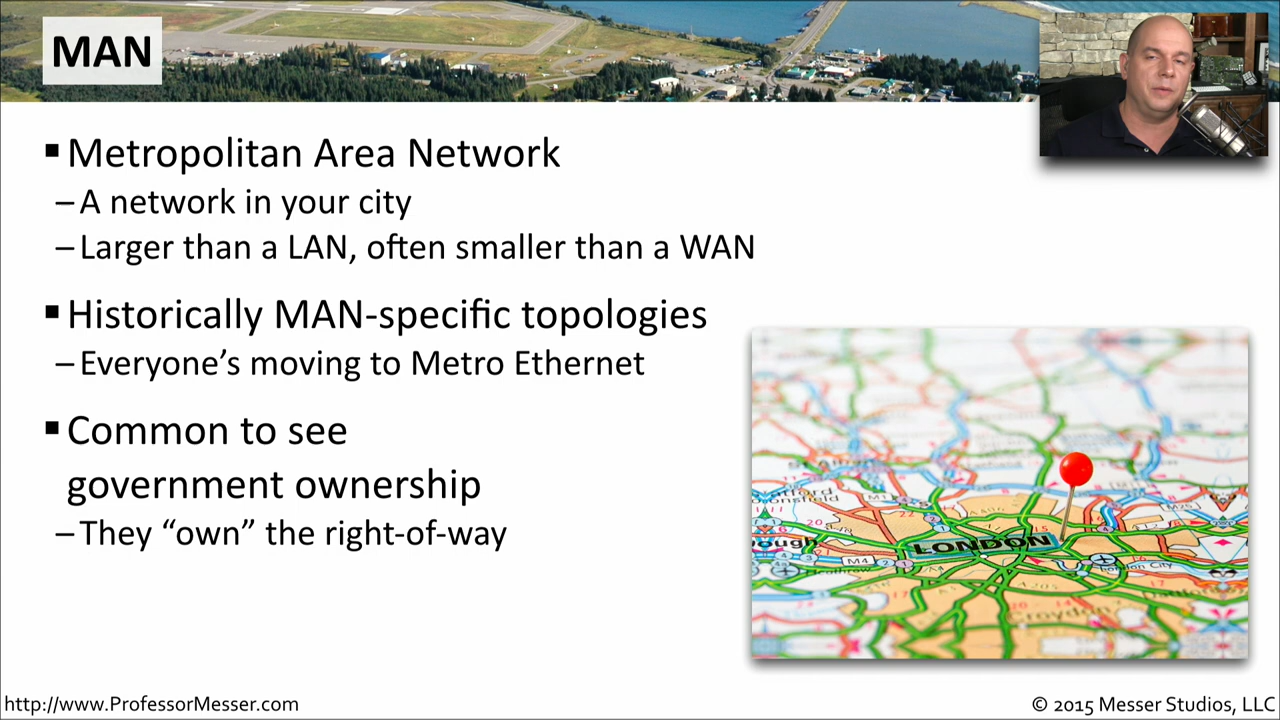 MAN
▪ Metropolitan Area Network
– A network in your city
– Larger than a LAN, often smaller than a WAN
▪ Historically MAN-specific topologies
– Everyone's moving to Metro Ethernet
▪ Common to see
government ownership
– They “own” the right-of-way
LONDON
M4
http://www.ProfessorMesser.com
© 2015 Messer Studios, LLC